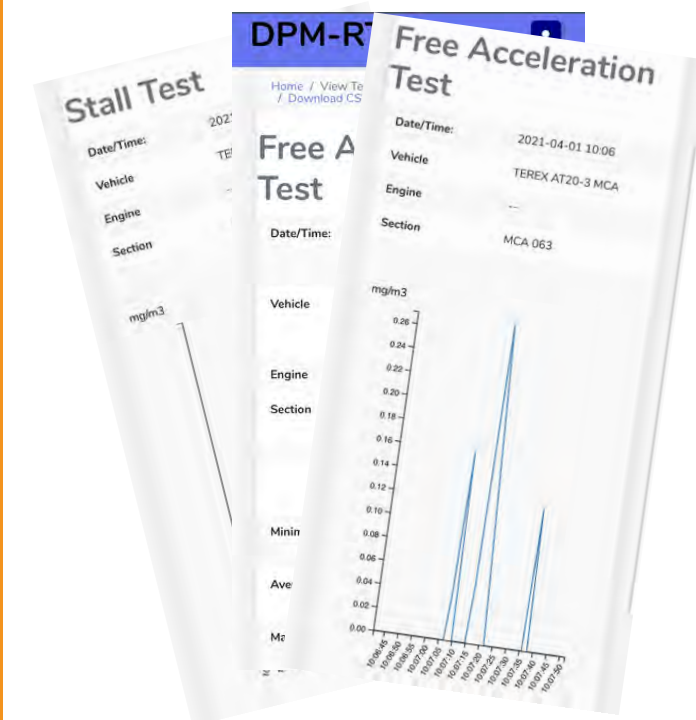 Stall Test
Date/Time:
Vehicle
Engine
Section
mg/m3
DPM-RT
Home / View Te
/ Download CS
Free A
Test
Date/Time:
Vehicle
Engine
Section
Minin
Ave
Ma
Free Acceleration
Test
Date/Time: 2021-04-01 10:06
Vehicle TEREX AT20-3 MCA
Engine --
Section MCA 063
mg/m3
0.26
0.24
0.22
0.20
0.18
0.16
0.14
0.12
0.10
0.08
0.06
0.04
0.02
0.00
10:06:45
10:06:50
10:06:55
10:07:00
10:07:05
10:07:10
10:07:15
10:07:20
10:07:25
10:07:30
10:07:35
10:07:40
10:07:45
10:07:50